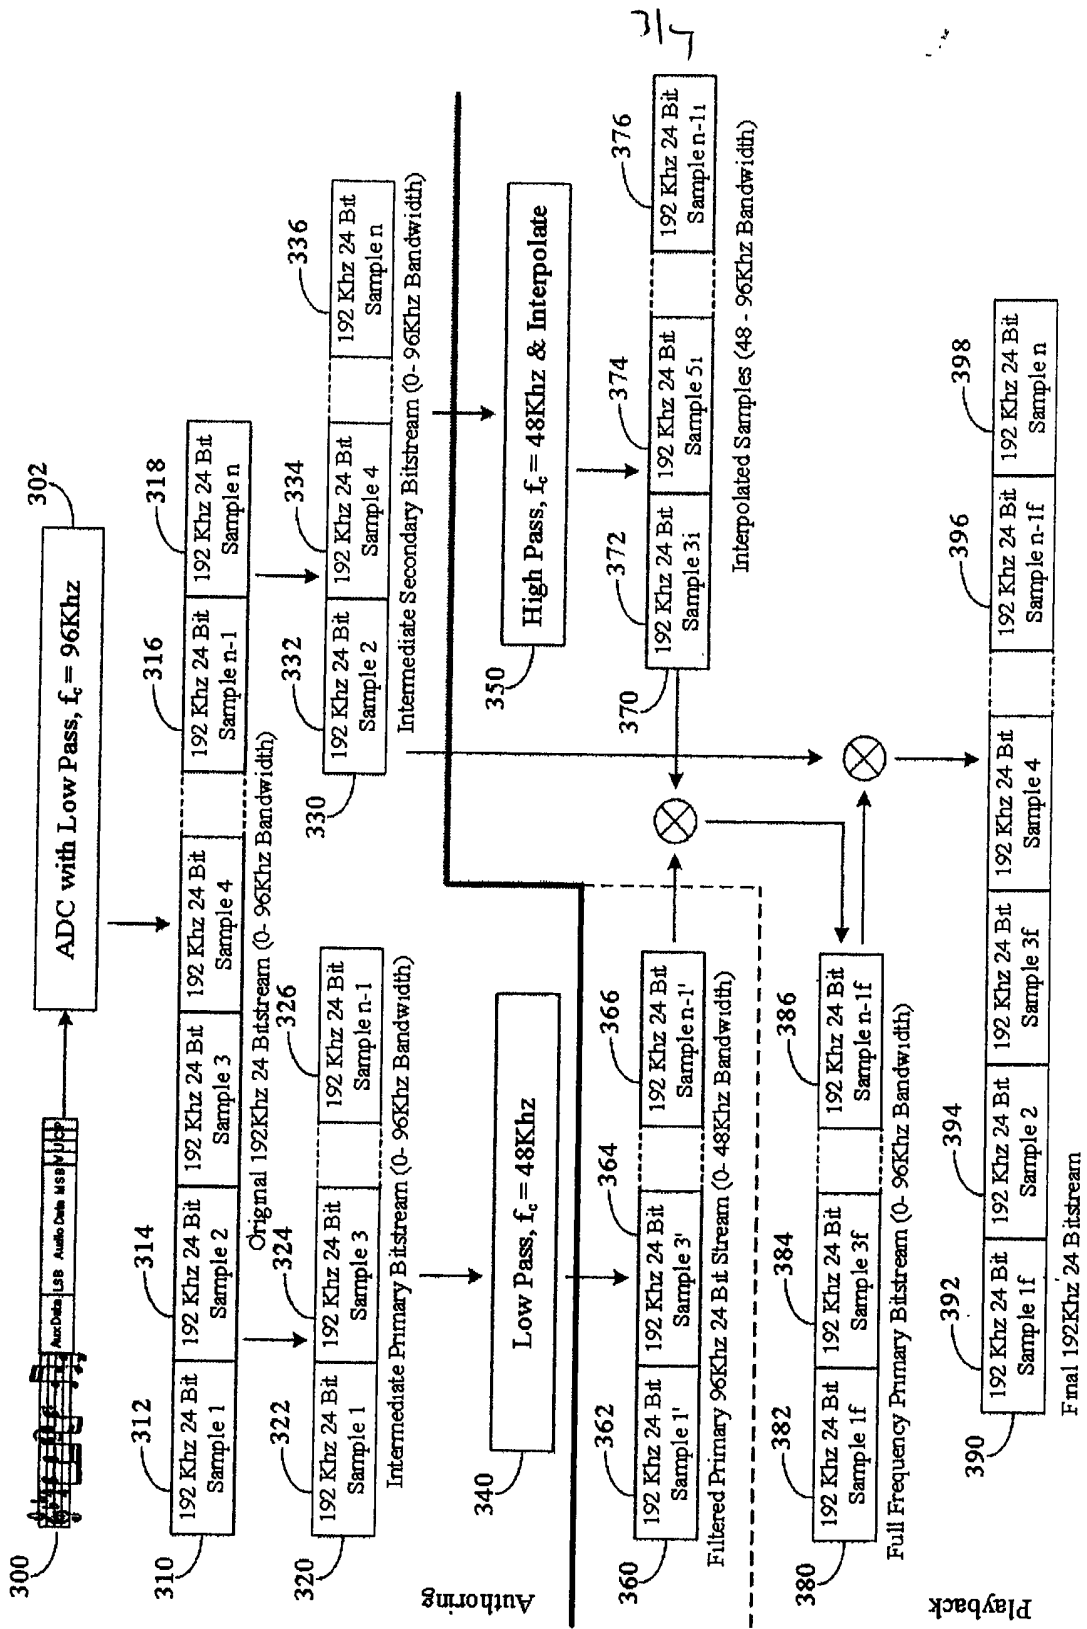 300
Aux Data LSB Audio Data MSB V U C P
302
ADC with Low Pass, fc = 96Khz
310
312
192 Khz 24 Bit
Sample 1
314
192 Khz 24 Bit
Sample 2
192 Khz 24 Bit
Sample 3
192 Khz 24 Bit
Sample 4
316
192 Khz 24 Bit
Sample n-1
318
192 Khz 24 Bit
Sample n
Original 192Khz 24 Bitstream (0- 96Khz Bandwidth)
320
322
192 Khz 24 Bit
Sample 1
324
192 Khz 24 Bit
Sample 3
326
192 Khz 24 Bit
Sample n-1
Intermediate Primary Bitstream (0- 96Khz Bandwidth)
330
332
192 Khz 24 Bit
Sample 2
334
192 Khz 24 Bit
Sample 4
336
192 Khz 24 Bit
Sample n
Intermediate Secondary Bitstream (0- 96Khz Bandwidth)
Authoring
340
Low Pass, fc = 48Khz
350
High Pass, fc = 48Khz & Interpolate
360
362
192 Khz 24 Bit
Sample 1'
364
192 Khz 24 Bit
Sample 3'
366
192 Khz 24 Bit
Sample n-1'
Filtered Primary 96Khz 24 Bit Stream (0- 48Khz Bandwidth)
370
372
192 Khz 24 Bit
Sample 3i
374
192 Khz 24 Bit
Sample 5i
376
192 Khz 24 Bit
Sample n-1i
Interpolated Samples (48 - 96Khz Bandwidth)
3/4
380
382
192 Khz 24 Bit
Sample 1f
384
192 Khz 24 Bit
Sample 3f
386
192 Khz 24 Bit
Sample n-1f
Full Frequency Primary Bitstream (0- 96Khz Bandwidth)
Playback
390
392
192 Khz 24 Bit
Sample 1f
394
192 Khz 24 Bit
Sample 2
192 Khz 24 Bit
Sample 3f
192 Khz 24 Bit
Sample 4
396
192 Khz 24 Bit
Sample n-1f
398
192 Khz 24 Bit
Sample n
Final 192Khz 24 Bitstream